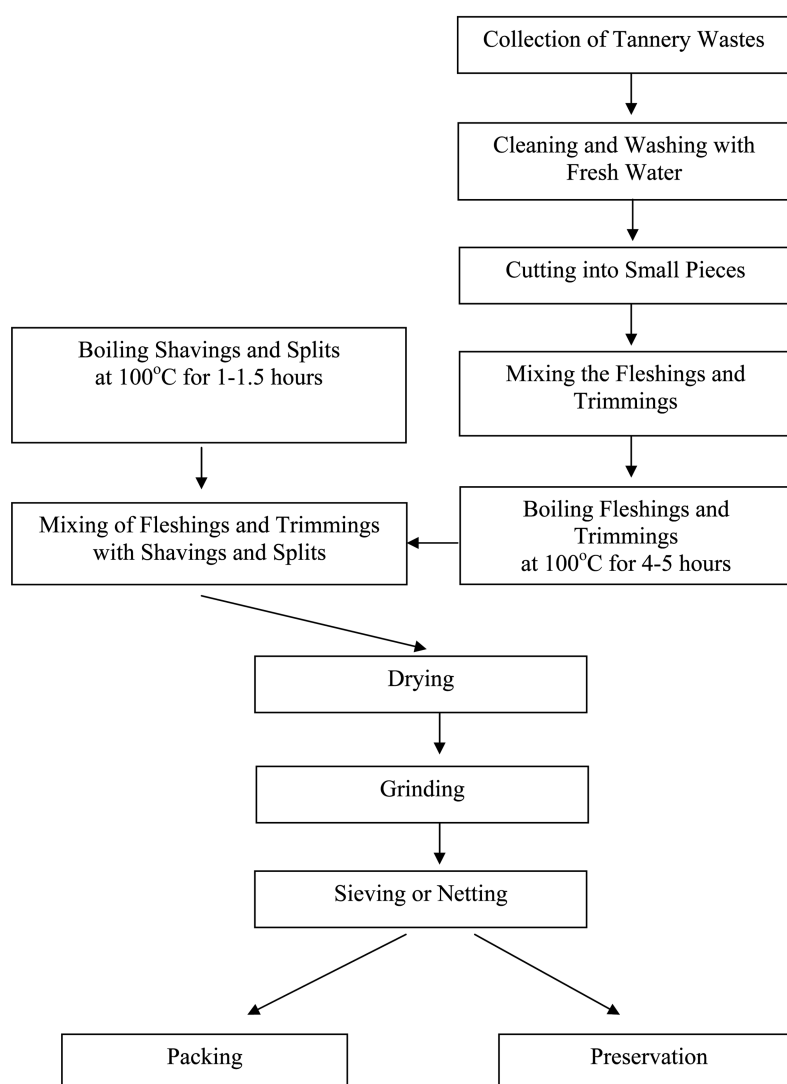 Collection of Tannery Wastes
Cleaning and Washing with
Fresh Water
Cutting into Small Pieces
Boiling Shavings and Splits
at 100°C for 1-1.5 hours
Mixing the Fleshings and
Trimmings
Mixing of Fleshings and Trimmings
with Shavings and Splits
Boiling Fleshings and
Trimmings
at 100°C for 4-5 hours
Drying
Grinding
Sieving or Netting
Packing
Preservation